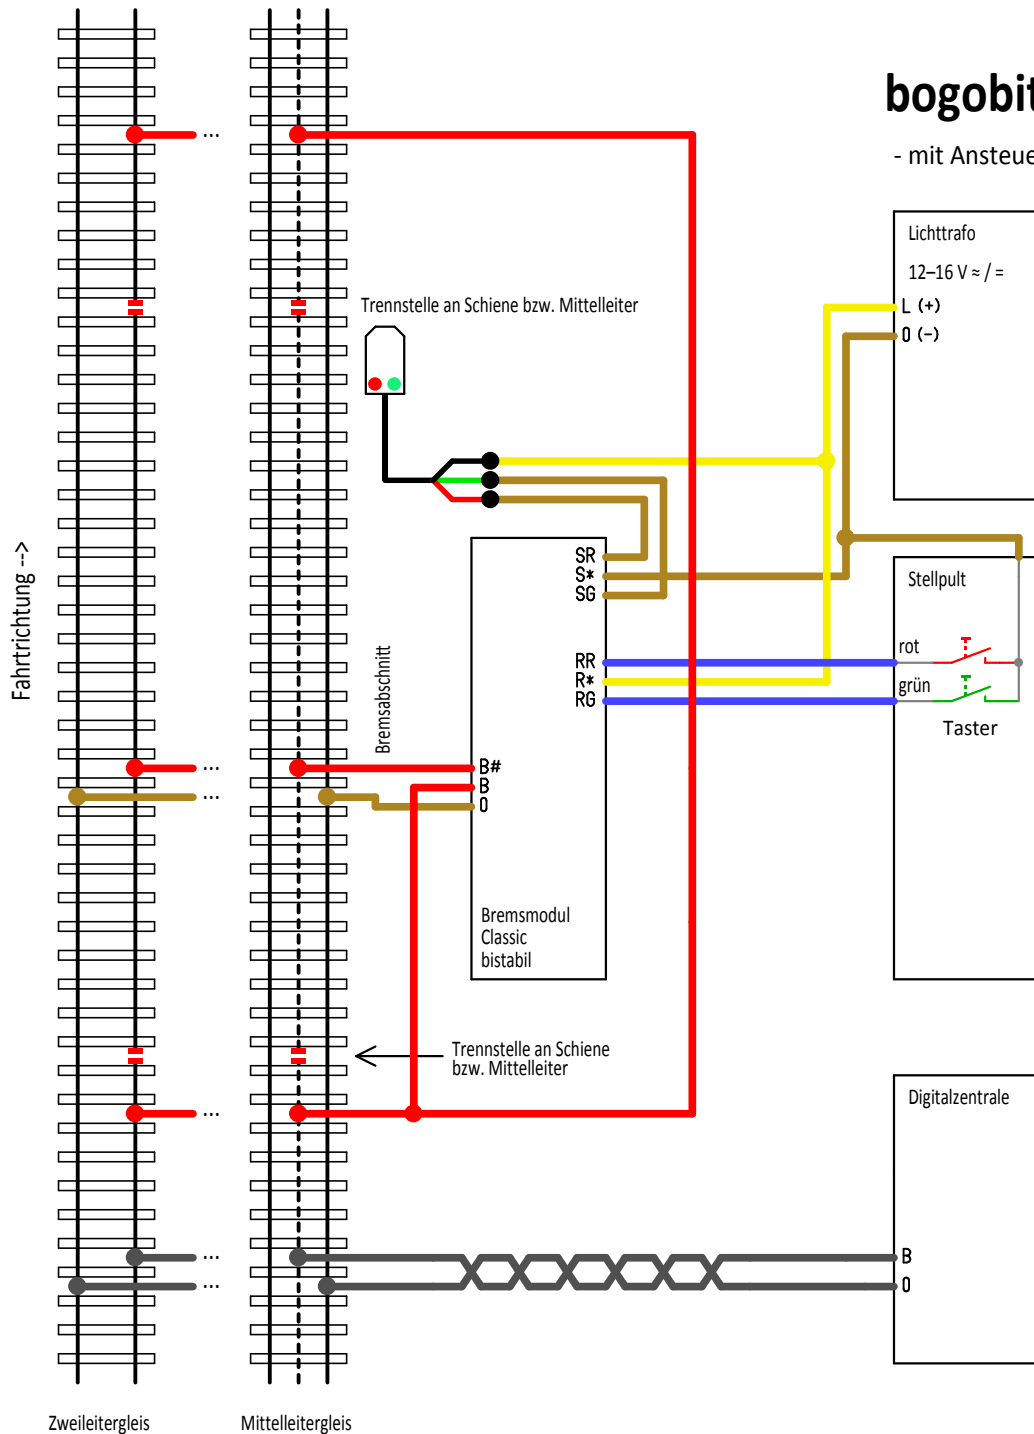 bogobit
- mit Ansteue
...
...
Lichttrafo
12–16 V ≈ / =
L (+)
0 (–)
Trennstelle an Schiene bzw. Mittelleiter
Fahrtrichtung -->
SR
S*
SG
Stellpult
rot
grün
Taster
RR
R*
RG
Bremsabschnitt
...
...
B#
B
0
Bremsmodul
Classic
bistabil
Trennstelle an Schiene
bzw. Mittelleiter
...
Digitalzentrale
...
...
B
0
Zweileitergleis
Mittelleitergleis